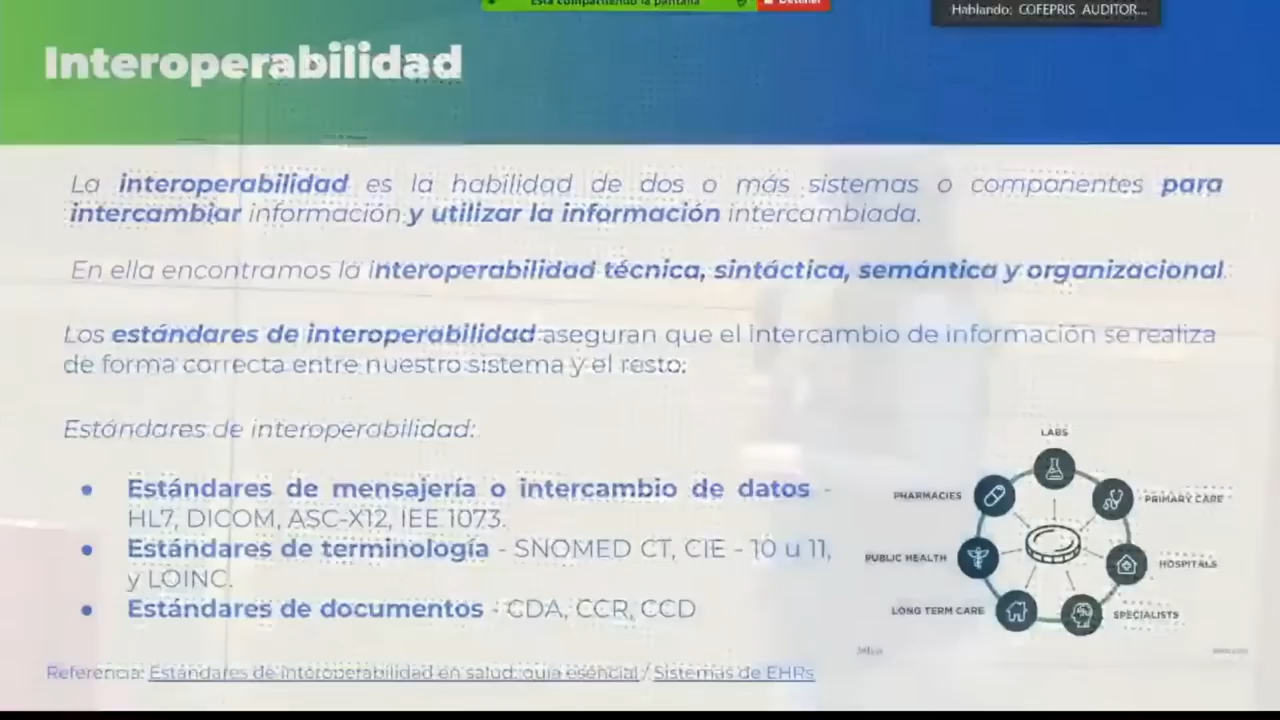 Está compartiendo la pantalla
Detener
Hablando: COFEPRIS AUDITOR...
Interoperabilidad
La interoperabilidad es la habilidad de dos o más sistemas o componentes para
intercambiar información y utilizar la información intercambiada.
En ella encontramos la interoperabilidad técnica, sintáctica, semántica y organizacional.
Los estándares de interoperabilidad aseguran que el intercambio de información se realiza
de forma correcta entre nuestro sistema y el resto:
Estándares de interoperabilidad:
● Estándares de mensajería o intercambio de datos -
HL7, DICOM, ASC-X12, IEE 1073.
● Estándares de terminología - SNOMED CT, CIE - 10 u 11,
y LOINC.
● Estándares de documentos - CDA, CCR, CCD
LABS
PHARMACIES
PRIMARY CARE
PUBLIC HEALTH
HOSPITALS
LONG TERM CARE
SPECIALISTS
Referencia: Estándares de interoperabilidad en salud: guía esencial / Sistemas de EHRs